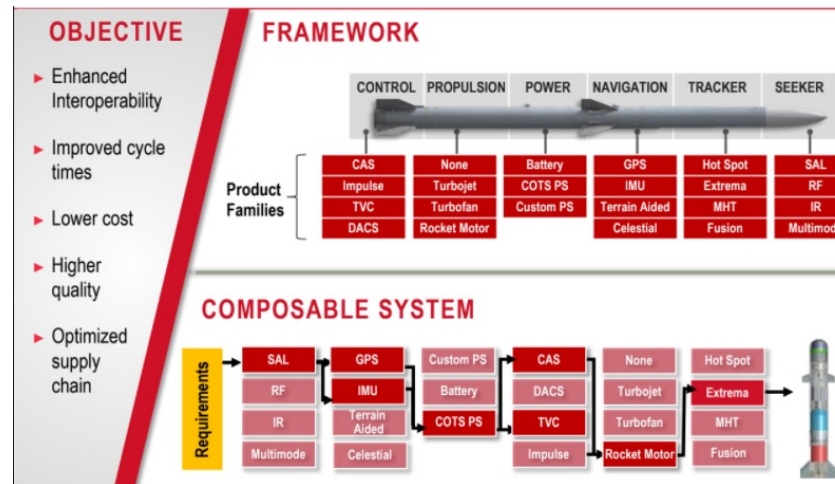 OBJECTIVE
► Enhanced
Interoperability
► Improved cycle
times
► Lower cost
► Higher
quality
► Optimized
supply
chain
FRAMEWORK
CONTROL PROPULSION POWER NAVIGATION TRACKER SEEKER
Product
Families
CAS None Battery GPS Hot Spot SAL
Impulse Turbojet COTS PS IMU Extrema RF
TVC Turbofan Custom PS Terrain Aided MHT IR
DACS Rocket Motor Celestial Fusion Multimod
COMPOSABLE SYSTEM
Requirements
SAL GPS Custom PS CAS None Hot Spot
RF IMU Battery DACS Turbojet Extrema
IR Terrain
Aided COTS PS TVC Turbofan MHT
Multimode Celestial Impulse Rocket Motor Fusion